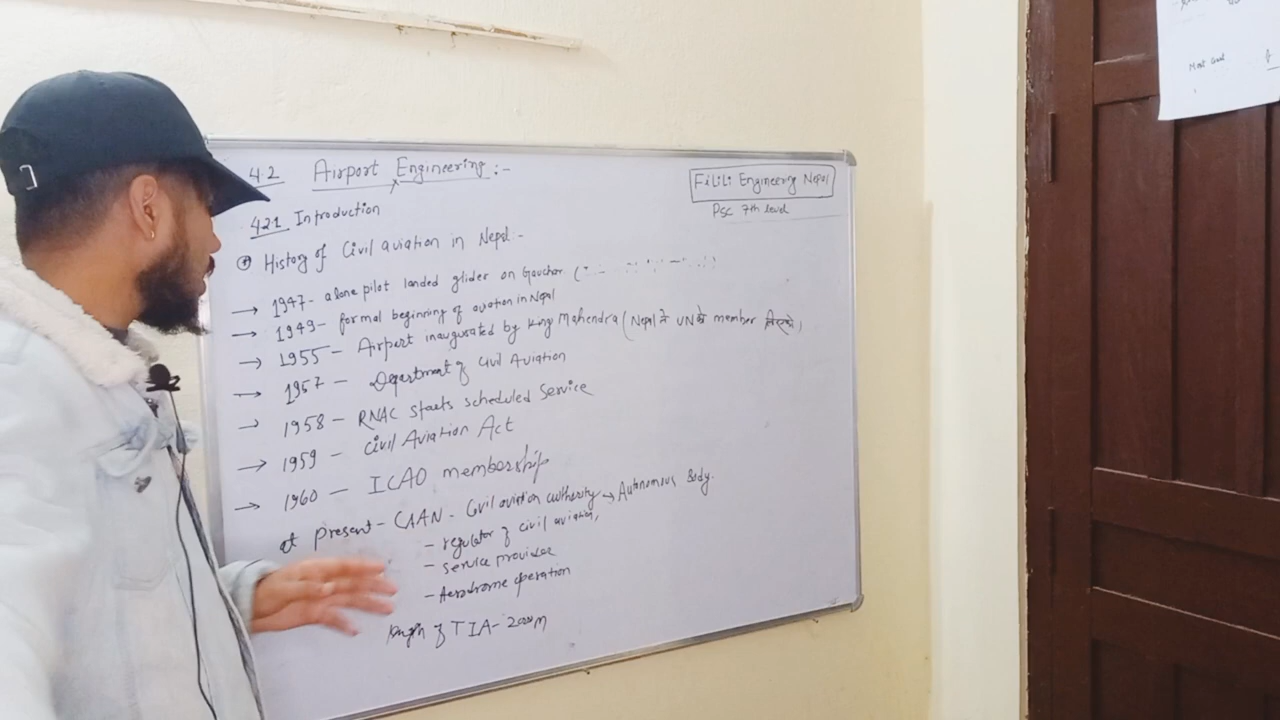 4.2 Airport Engineering :-
FiLiLi Engineering Nepal
PSC 7th level
4.2.1 Introduction
History of Civil aviation in Nepal :-
→ 1947 - alone pilot landed glider on Gauchar (
→ 1949 - formal beginning of aviation in Nepal
→ 1955 - Airport inaugurated by King Mahendra (Nepal ने UN को member
→ 1957 - Department of Civil Aviation
→ 1958 - RNAC starts scheduled Service
→ 1959 - Civil Aviation Act
→ 1960 - ICAO membership
at present - CAAN - Civil aviation authority → Autonomous Body.
- regulator of civil aviation,
- service provider
- Aerodrome operation
of TIA -
Most